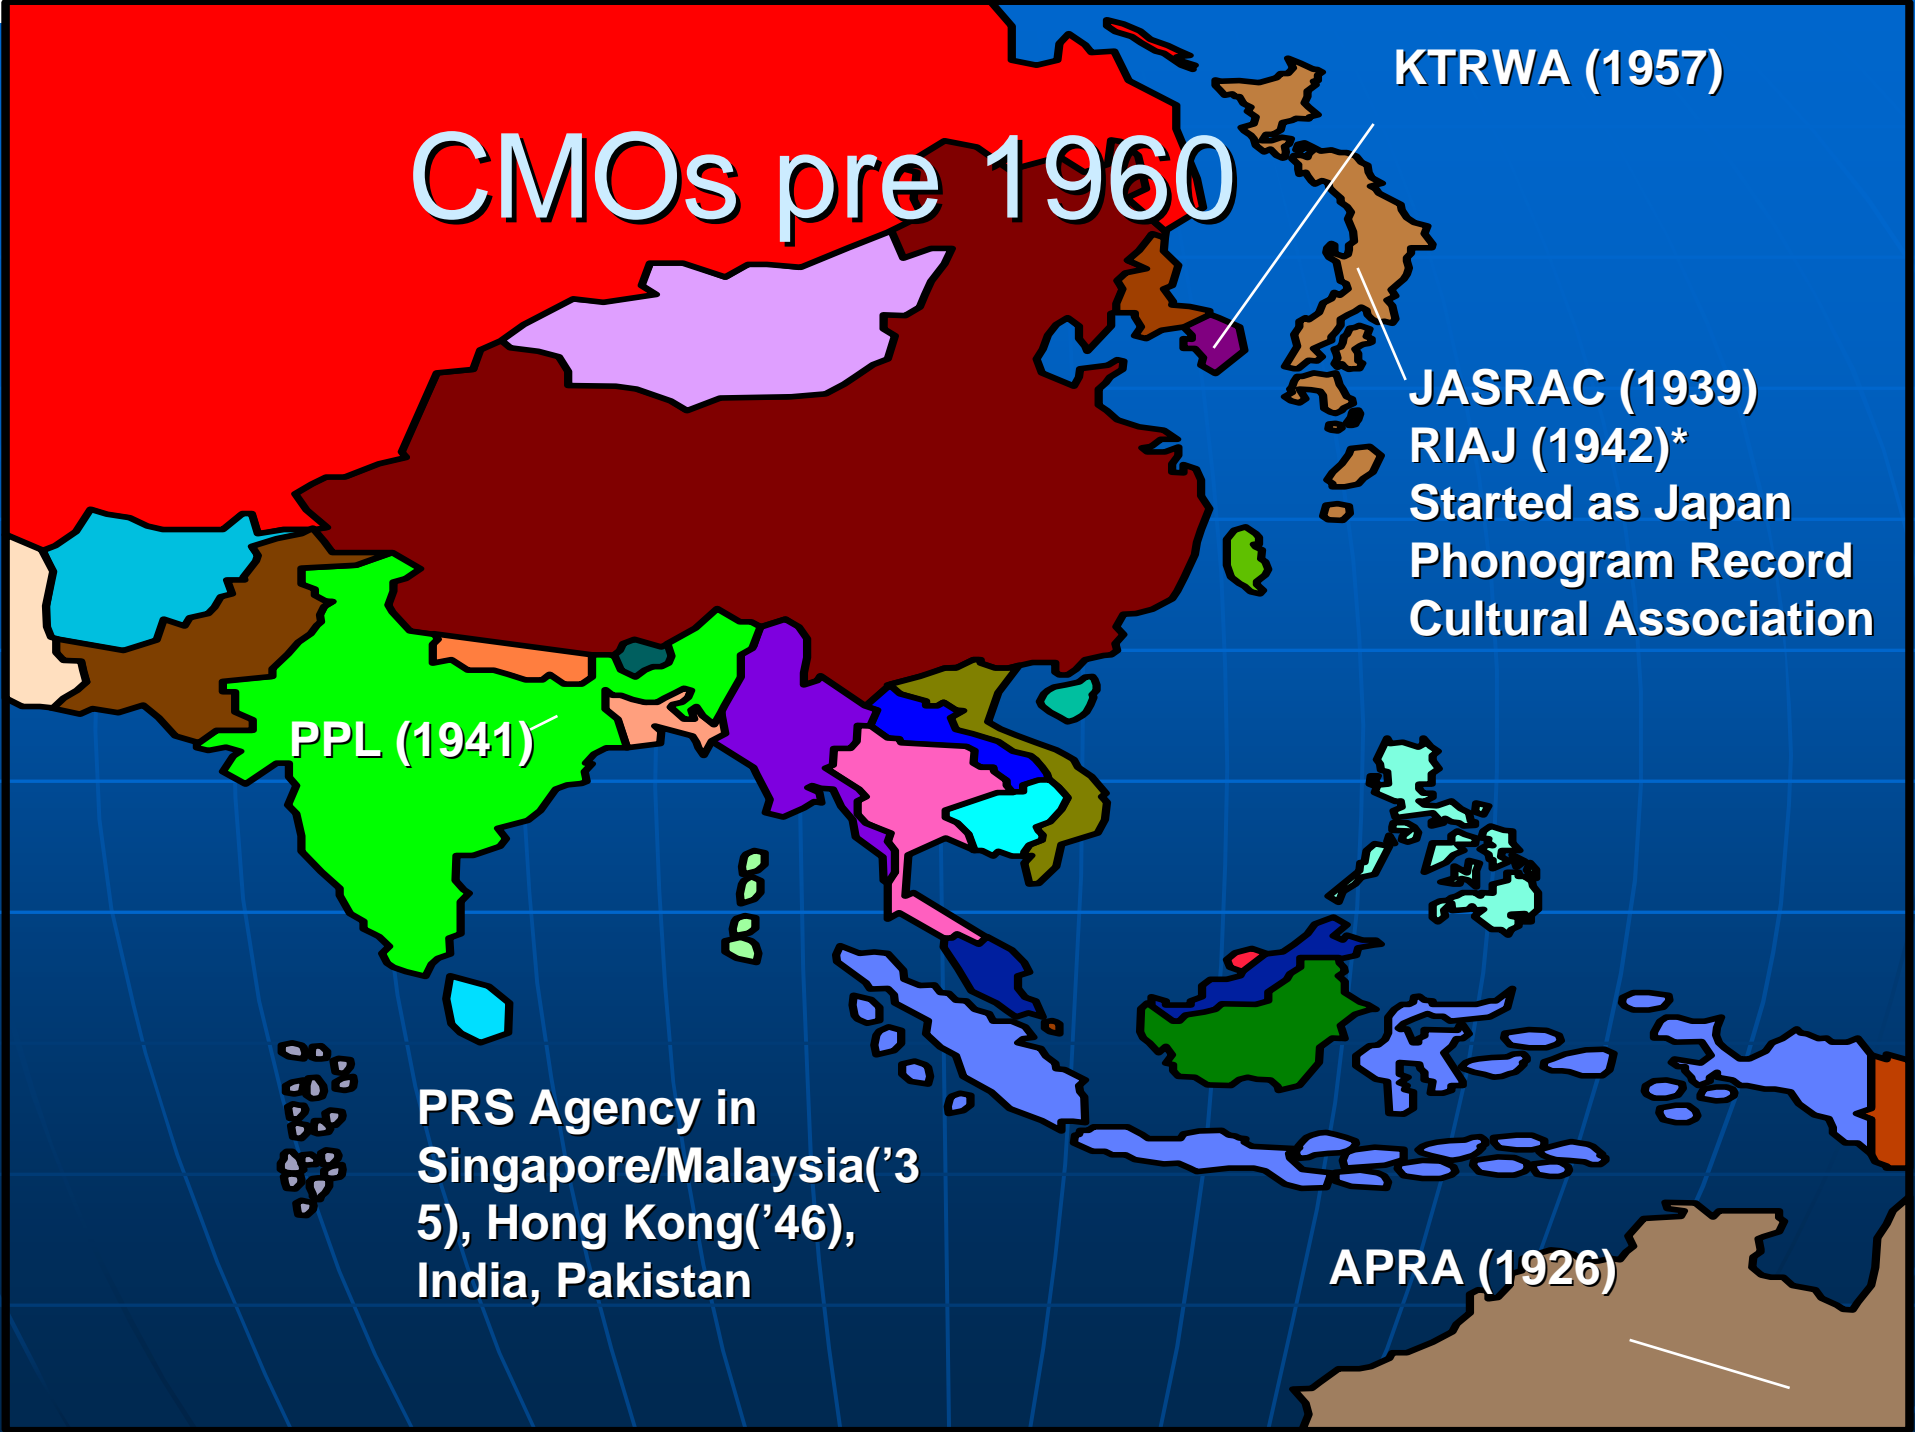 KTRWA (1957)
CMOs pre 1960
JASRAC (1939)
RIAJ (1942)*
Started as Japan
Phonogram Record
Cultural Association
PPL (1941)
PRS Agency in
Singapore/Malaysia(’3
5), Hong Kong(’46),
India, Pakistan
APRA (1926)